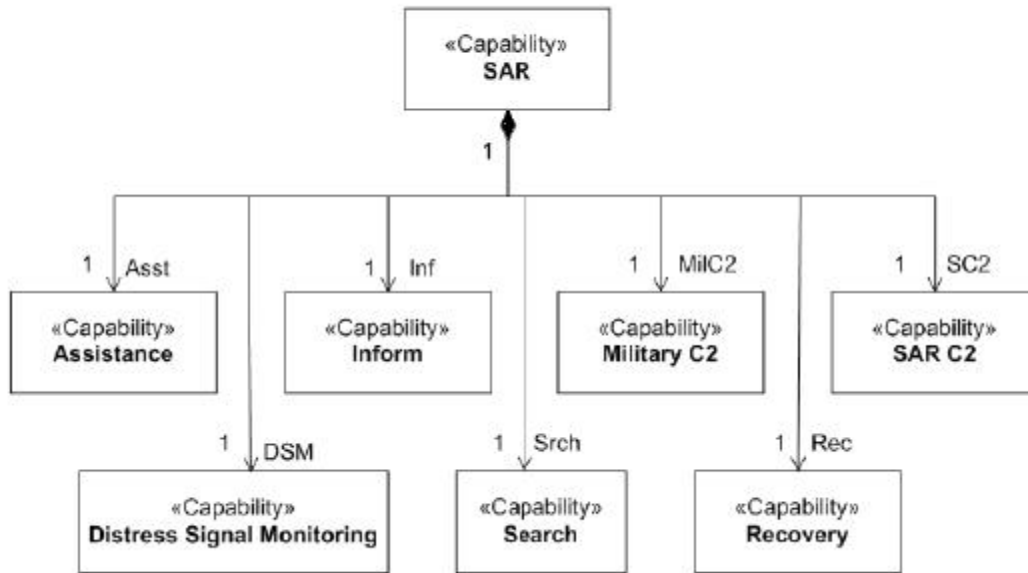 «Capability»
SAR
1
1 Asst
1 Inf
1 MilC2
1 SC2
«Capability»
Assistance
«Capability»
Inform
«Capability»
Military C2
«Capability»
SAR C2
1 DSM
1 Srch
1 Rec
«Capability»
Distress Signal Monitoring
«Capability»
Search
«Capability»
Recovery